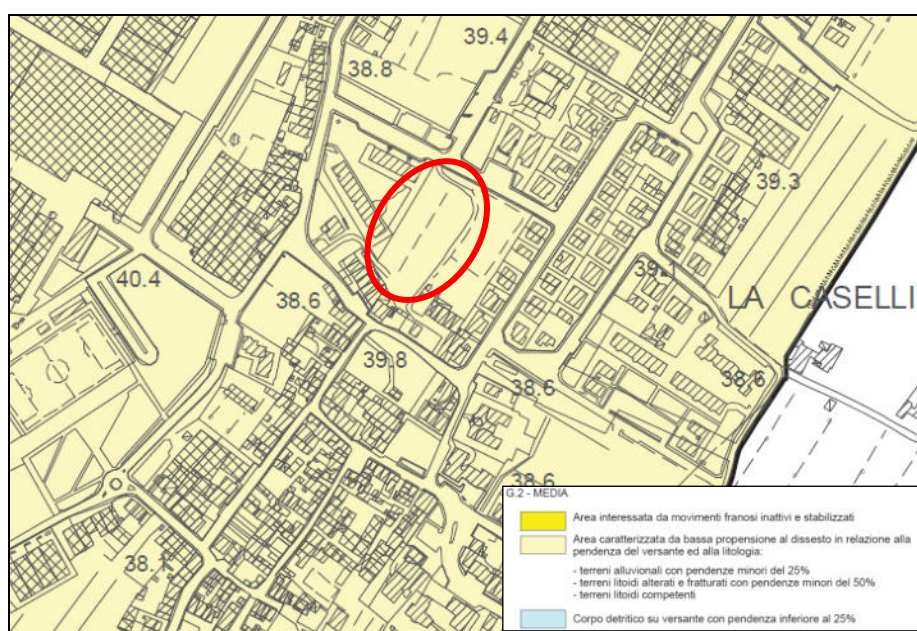 39.4
38.8
39.3
40.4
38.6
39.1
LA CASELLI
39.8
38.6
38.6
38.6
38.1
G.2 - MEDIA
Area interessata da movimenti franosi inattivi e stabilizzati
Area caratterizzata da bassa propensione al dissesto in relazione alla
pendenza del versante ed alla litologia:
- terreni alluvionali con pendenze minori del 25%
- terreni litoidi alterati e fratturati con pendenze minori del 50%
- terreni litoidi competenti
Corpo detritico su versante con pendenza inferiore al 25%